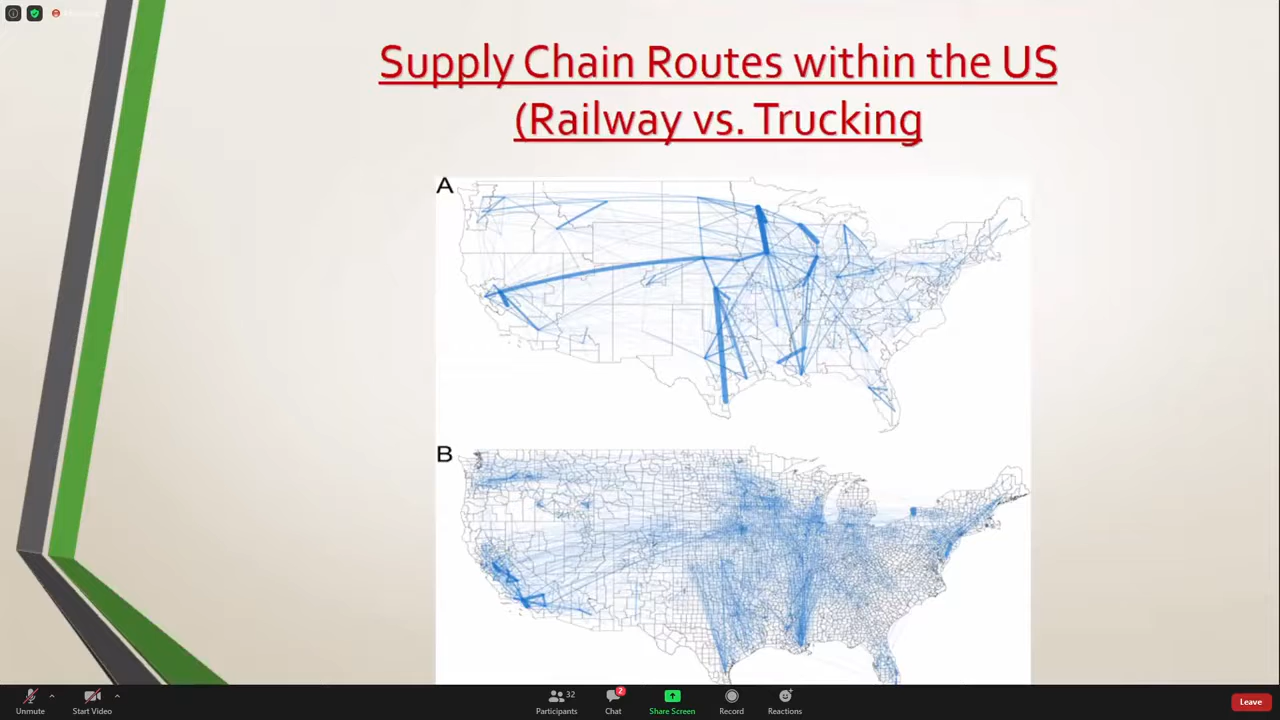 Supply Chain Routes within the US
(Railway vs. Trucking
A
B
Unmute
Start Video
32
Participants
2
Chat
Share Screen
Record
Reactions
Leave